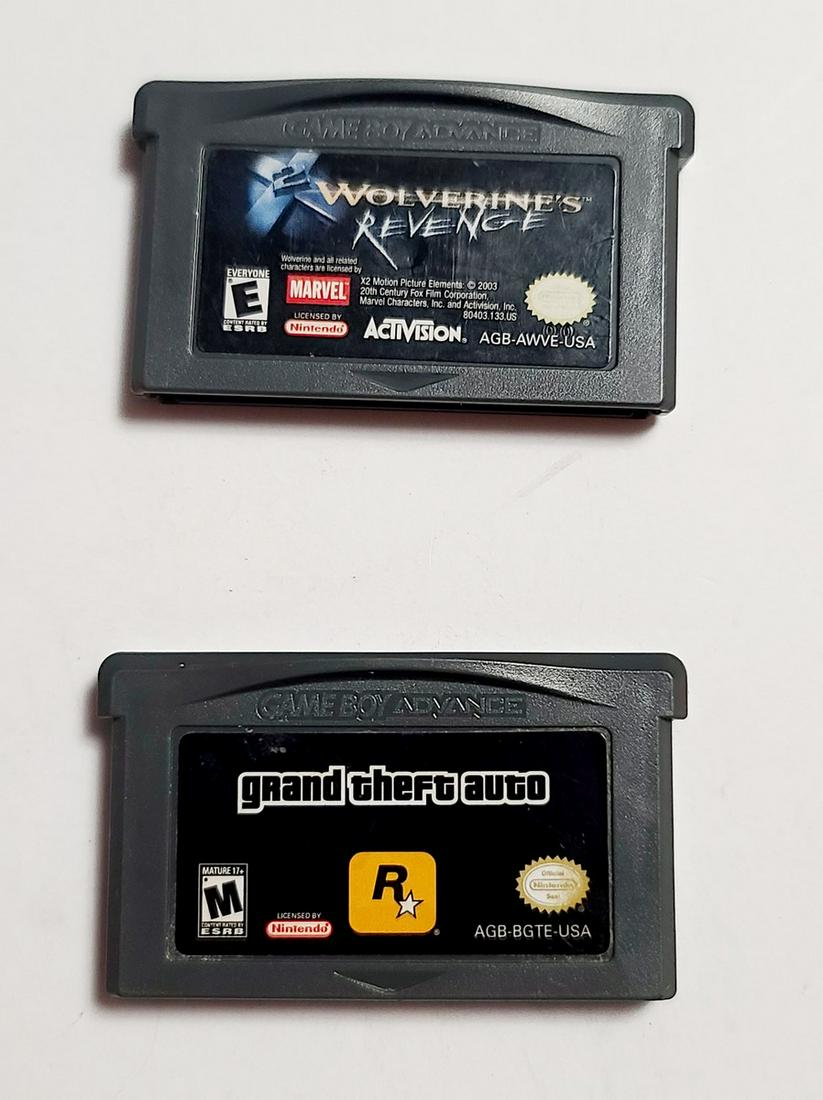 GAME BOY ADVANCE
X2 WOLVERINE'S™
REVENGE
EVERYONE
E
CONTENT RATED BY
ESRB
Wolverine and all related
characters are licensed by
MARVEL
X2 Motion Picture Elements: © 2003
20th Century Fox Film Corporation,
Marvel Characters, Inc. and Activision, Inc.
80403.133.US
LICENSED BY
Nintendo®
ACTIVISION®
AGB-AWVE-USA
GAME BOY ADVANCE
grand theft auto
MATURE 17+
M
CONTENT RATED BY
ESRB
LICENSED BY
Nintendo®
R
®
Official
Nintendo
Seal
AGB-BGTE-USA